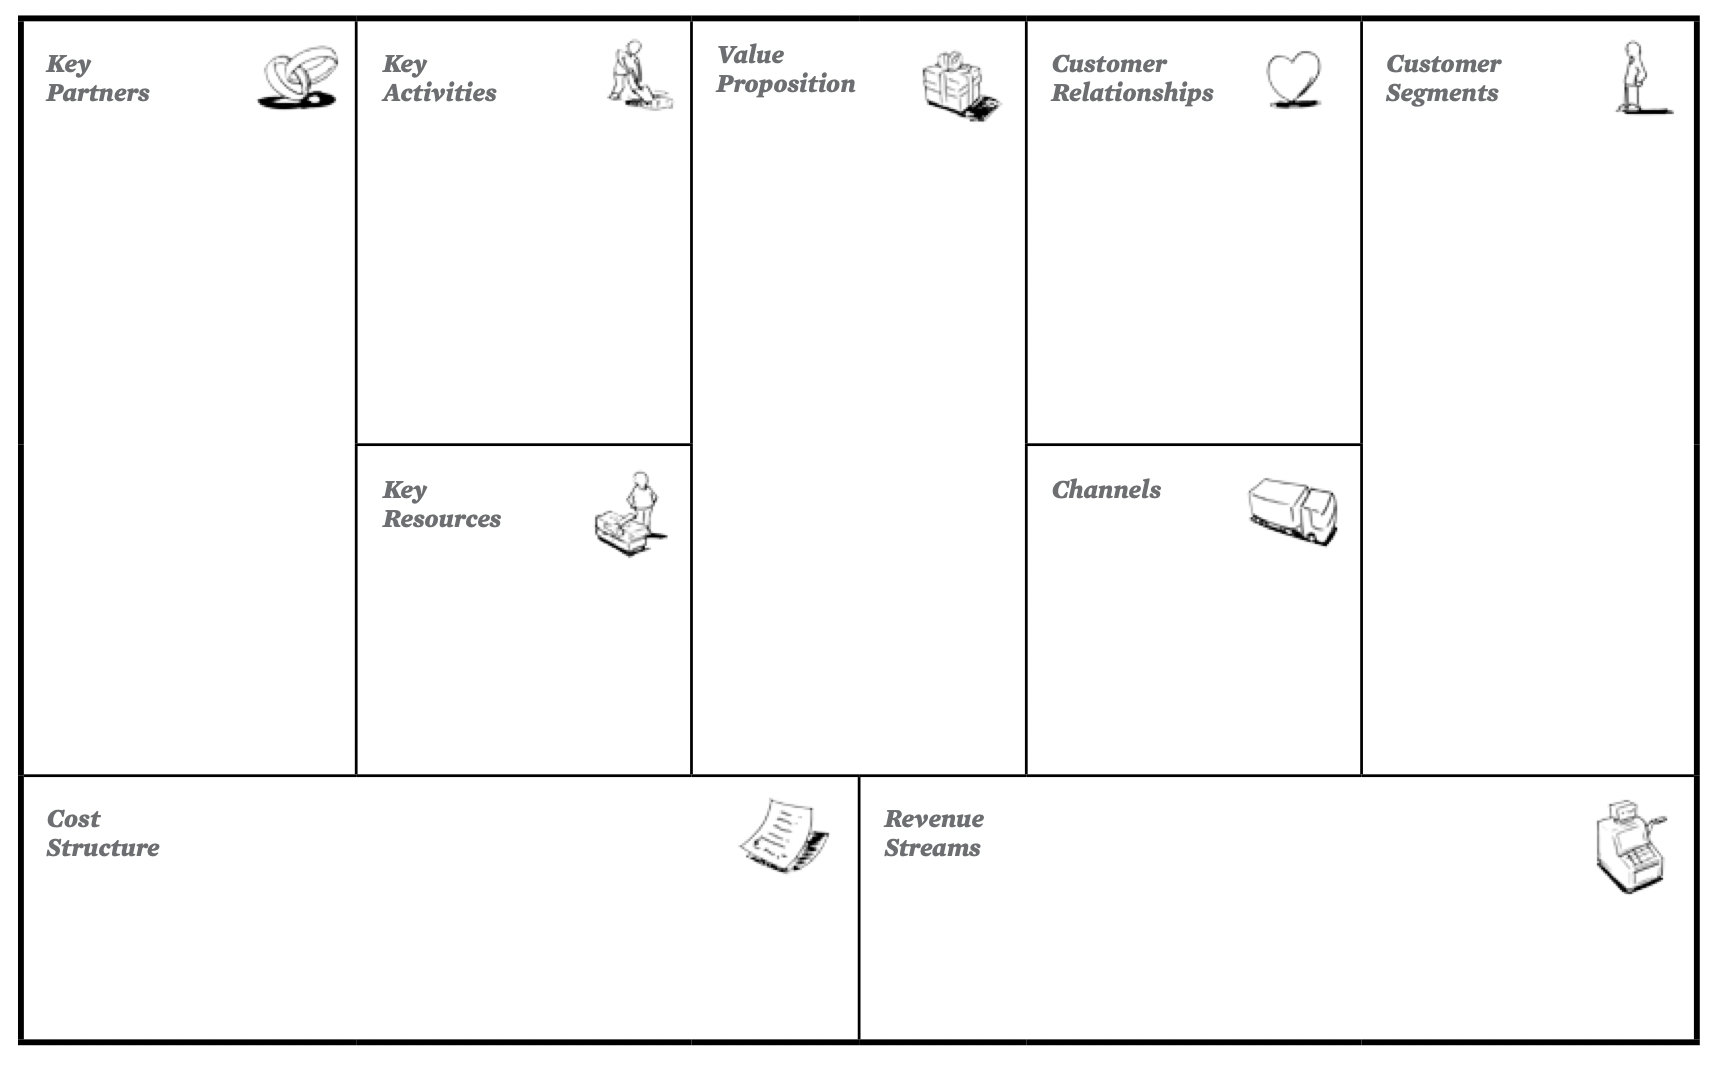 Key
Partners
Key
Activities
Value
Proposition
Customer
Relationships
Customer
Segments
Key
Resources
Channels
Cost
Structure
Revenue
Streams